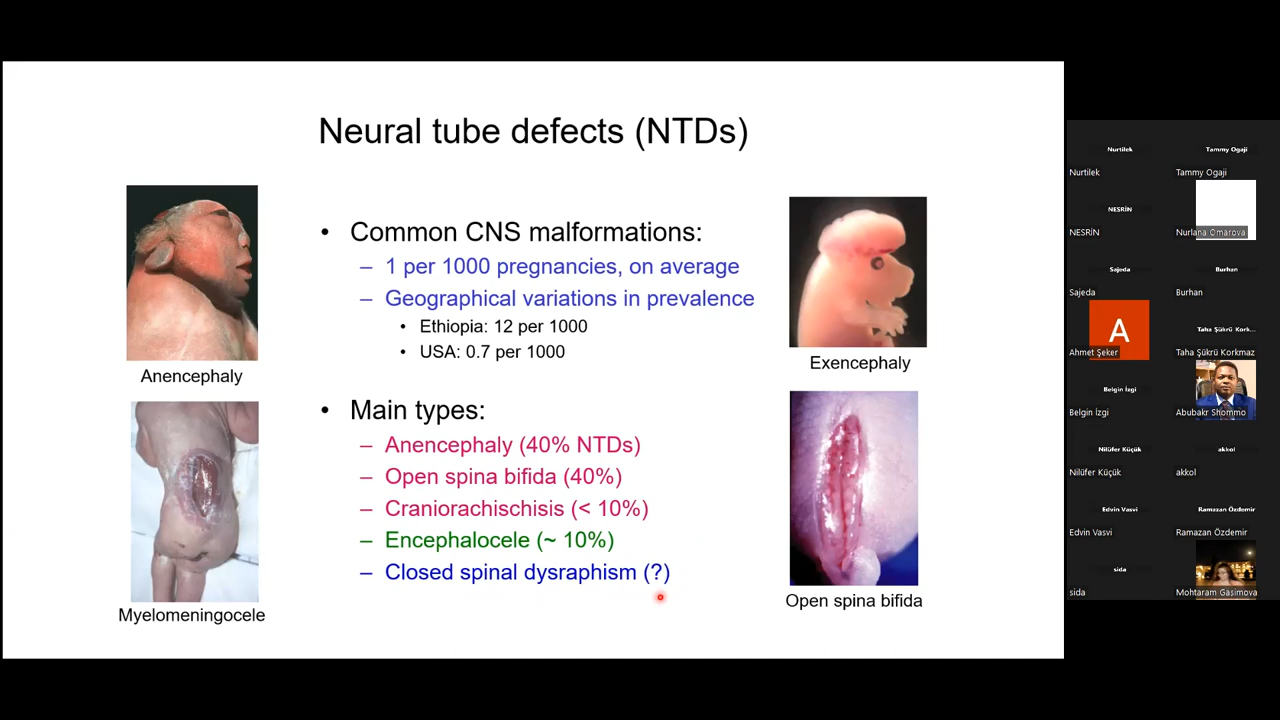 Neural tube defects (NTDs)
• Common CNS malformations:
– 1 per 1000 pregnancies, on average
– Geographical variations in prevalence
• Ethiopia: 12 per 1000
• USA: 0.7 per 1000
• Main types:
– Anencephaly (40% NTDs)
– Open spina bifida (40%)
– Craniorachischisis (< 10%)
– Encephalocele (~ 10%)
– Closed spinal dysraphism (?)
Anencephaly
Myelomeningocele
Exencephaly
Open spina bifida
Nurtilek
Nurtilek
Tammy Ogaji
Tammy Ogaji
NESRİN
NESRİN
Nurlana Omarova
Sajeda
Sajeda
Burhan
Burhan
A
Ahmet Şeker
Taha Şükrü Kork...
Taha Şükrü Korkmaz
Belgin İzgi
Belgin İzgi
Abubakr Shommo
Nilüfer Küçük
Nilüfer Küçük
akkol
akkol
Edvin Vasvi
Edvin Vasvi
Ramazan Özdemir
Ramazan Özdemir
sida
sida
Mohtaram Gasimova